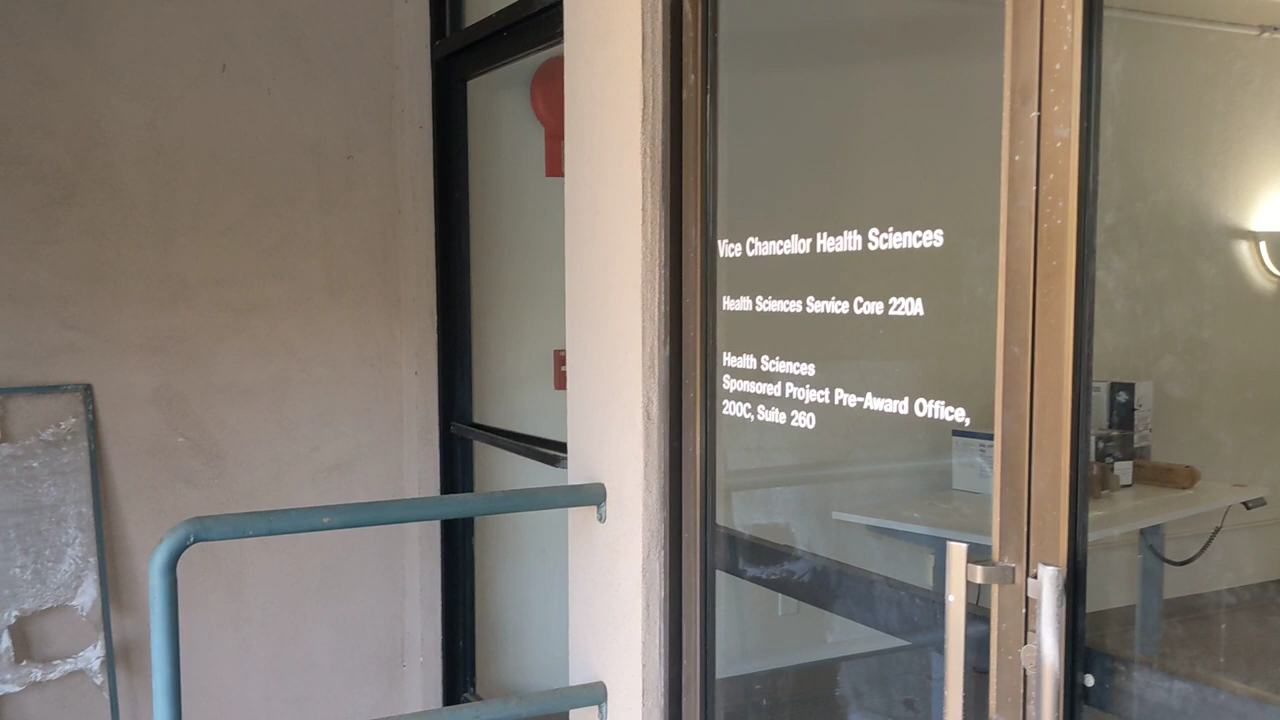 Vice Chancellor Health Sciences
Health Sciences Service Core 220A
Health Sciences
Sponsored Project Pre-Award Office,
200C, Suite 260